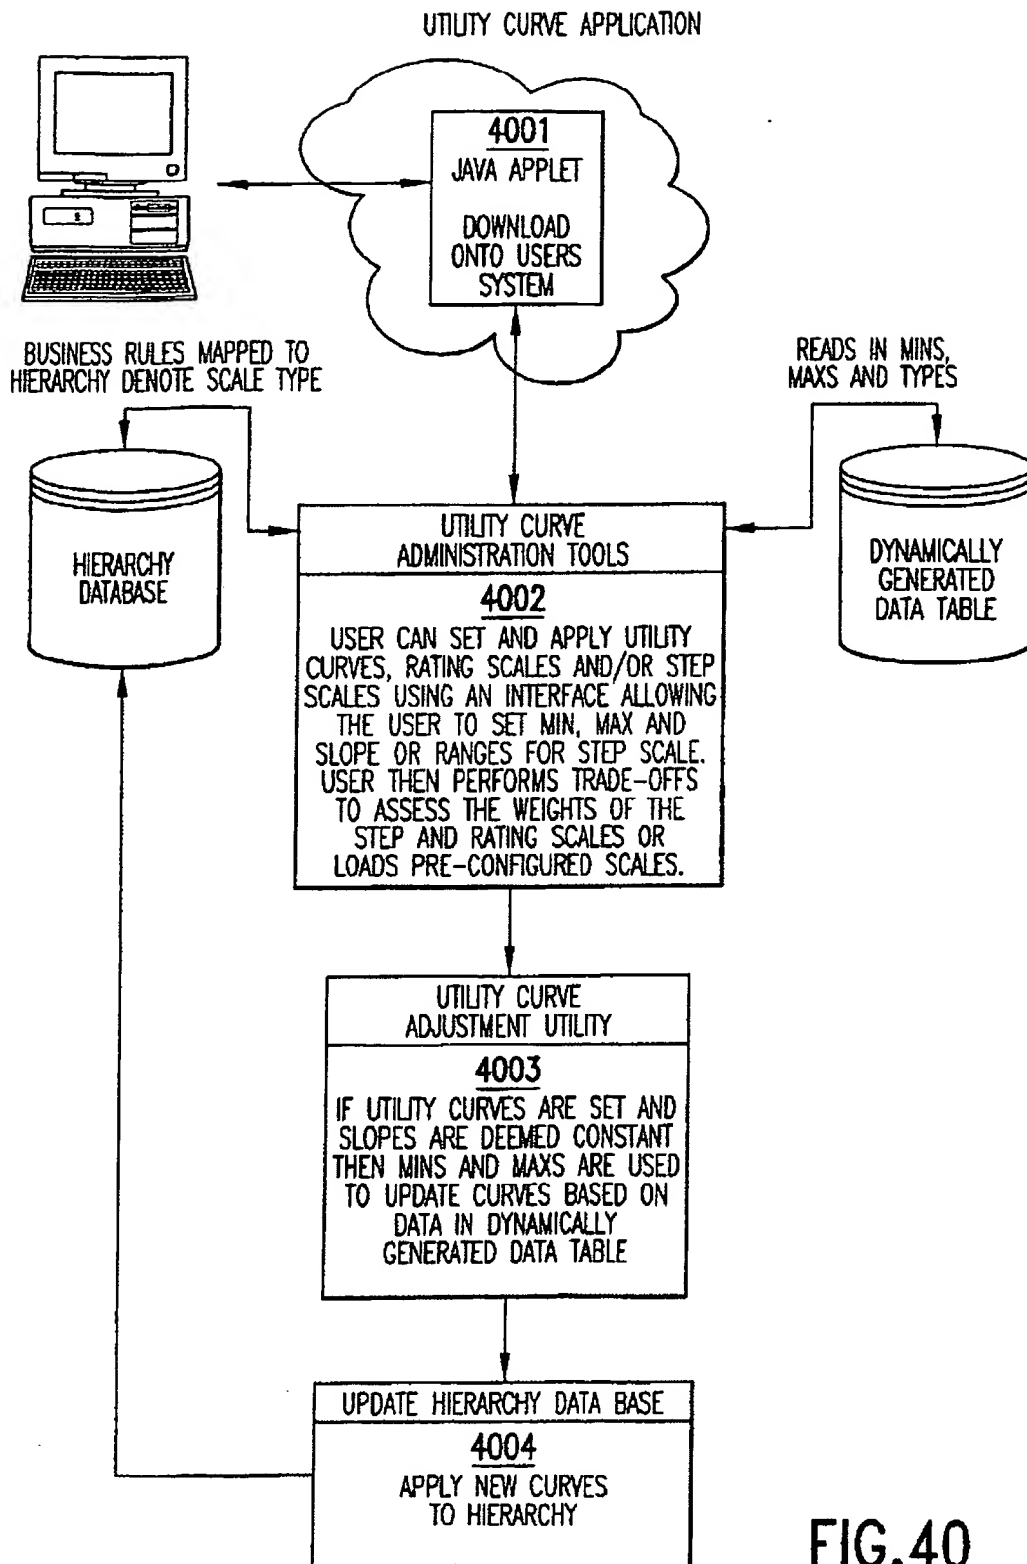 UTILITY CURVE APPLICATION
4001
JAVA APPLET
DOWNLOAD
ONTO USERS
SYSTEM
BUSINESS RULES MAPPED TO
HIERARCHY DENOTE SCALE TYPE
READS IN MINS,
MAXS AND TYPES
HIERARCHY
DATABASE
DYNAMICALLY
GENERATED
DATA TABLE
UTILITY CURVE
ADMINISTRATION TOOLS
4002
USER CAN SET AND APPLY UTILITY
CURVES, RATING SCALES AND/OR STEP
SCALES USING AN INTERFACE ALLOWING
THE USER TO SET MIN, MAX AND
SLOPE OR RANGES FOR STEP SCALE.
USER THEN PERFORMS TRADE-OFFS
TO ASSESS THE WEIGHTS OF THE
STEP AND RATING SCALES OR
LOADS PRE-CONFIGURED SCALES.
UTILITY CURVE
ADJUSTMENT UTILITY
4003
IF UTILITY CURVES ARE SET AND
SLOPES ARE DEEMED CONSTANT
THEN MINS AND MAXS ARE USED
TO UPDATE CURVES BASED ON
DATA IN DYNAMICALLY
GENERATED DATA TABLE
UPDATE HIERARCHY DATA BASE
4004
APPLY NEW CURVES
TO HIERARCHY
FIG.40